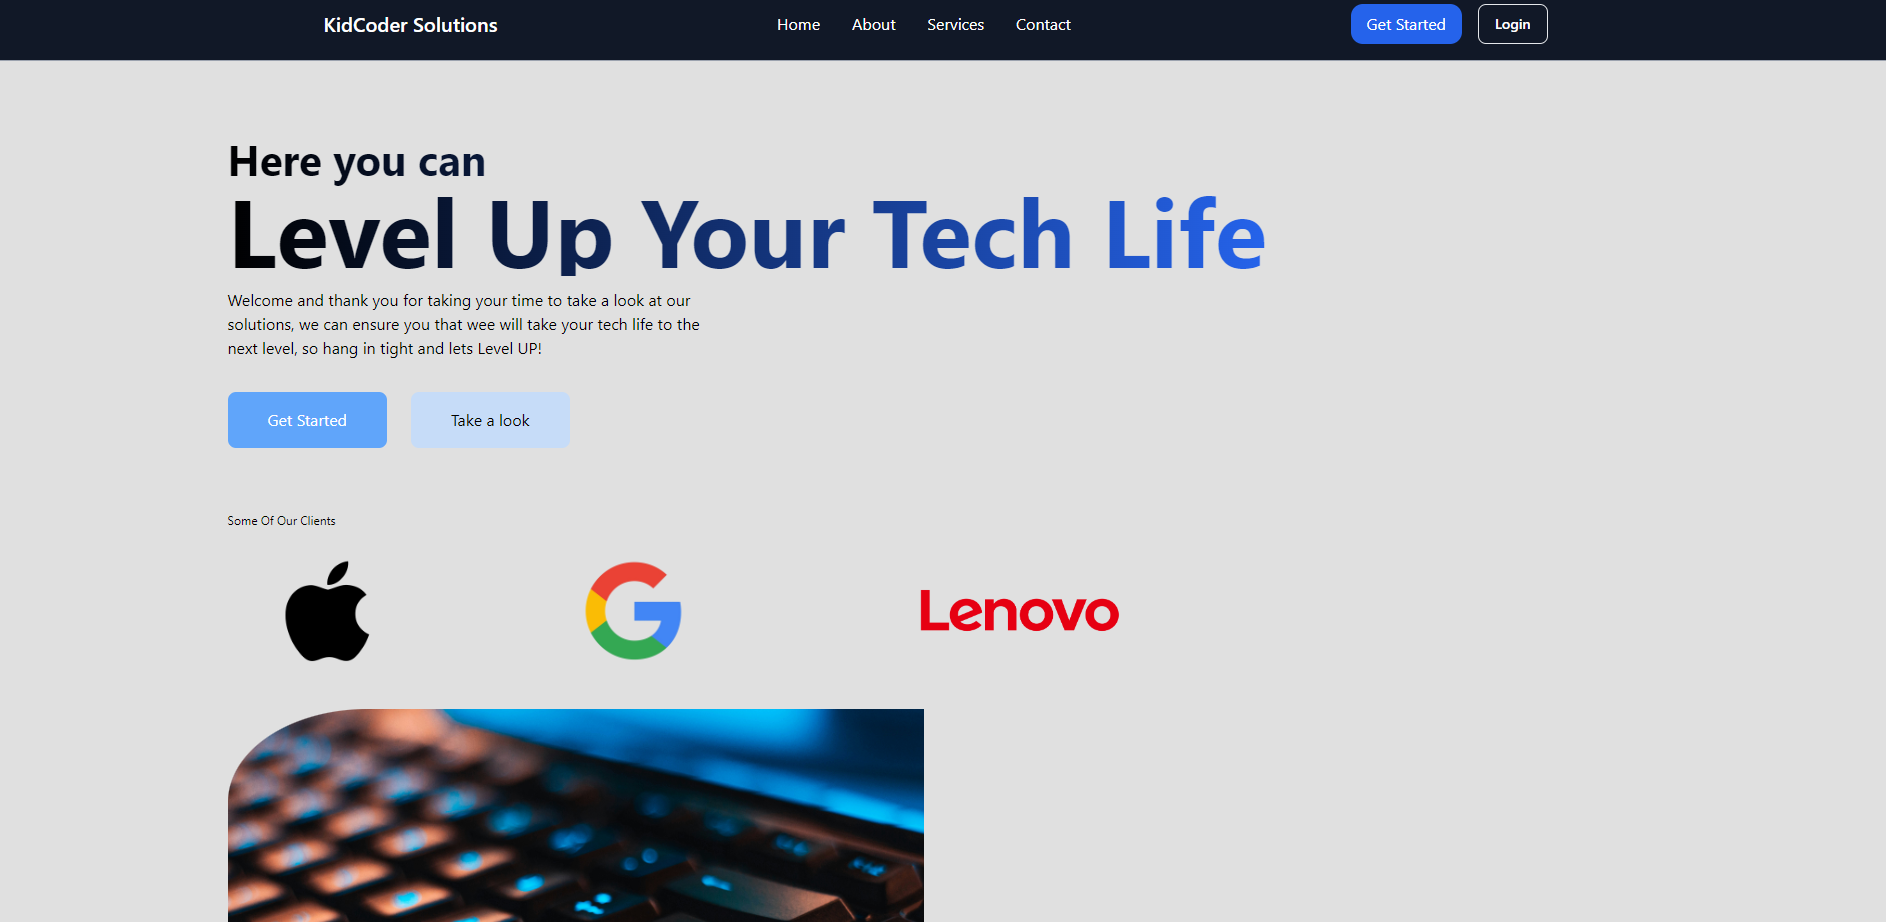 KidCoder Solutions
Home About Services Contact
Get Started Login
Here you can
Level Up Your Tech Life
Welcome and thank you for taking your time to take a look at our
solutions, we can ensure you that wee will take your tech life to the
next level, so hang in tight and lets Level UP!
Get Started Take a look
Some Of Our Clients
Lenovo